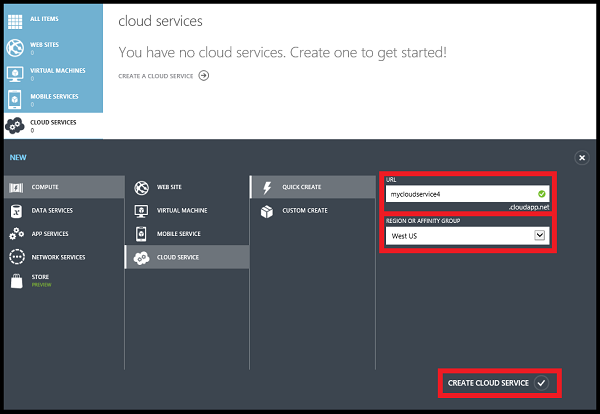 ALL ITEMS
WEB SITES
0
VIRTUAL MACHINES
0
MOBILE SERVICES
0
CLOUD SERVICES
0
cloud services
You have no cloud services. Create one to get started!
CREATE A CLOUD SERVICE
NEW
COMPUTE
DATA SERVICES
APP SERVICES
NETWORK SERVICES
STORE
PREVIEW
WEB SITE
VIRTUAL MACHINE
MOBILE SERVICE
CLOUD SERVICE
QUICK CREATE
CUSTOM CREATE
URL
mycloudservice4
.cloudapp.net
REGION OR AFFINITY GROUP
West US
CREATE CLOUD SERVICE